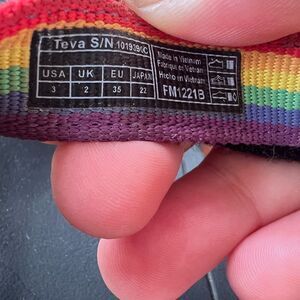 Teva S/N 1019390C
USA UK EU JAPAN
3 2 35 22
Made in Vietnam
Fabriqué en Vietnam
Hecho en Vietnam
FM1221B